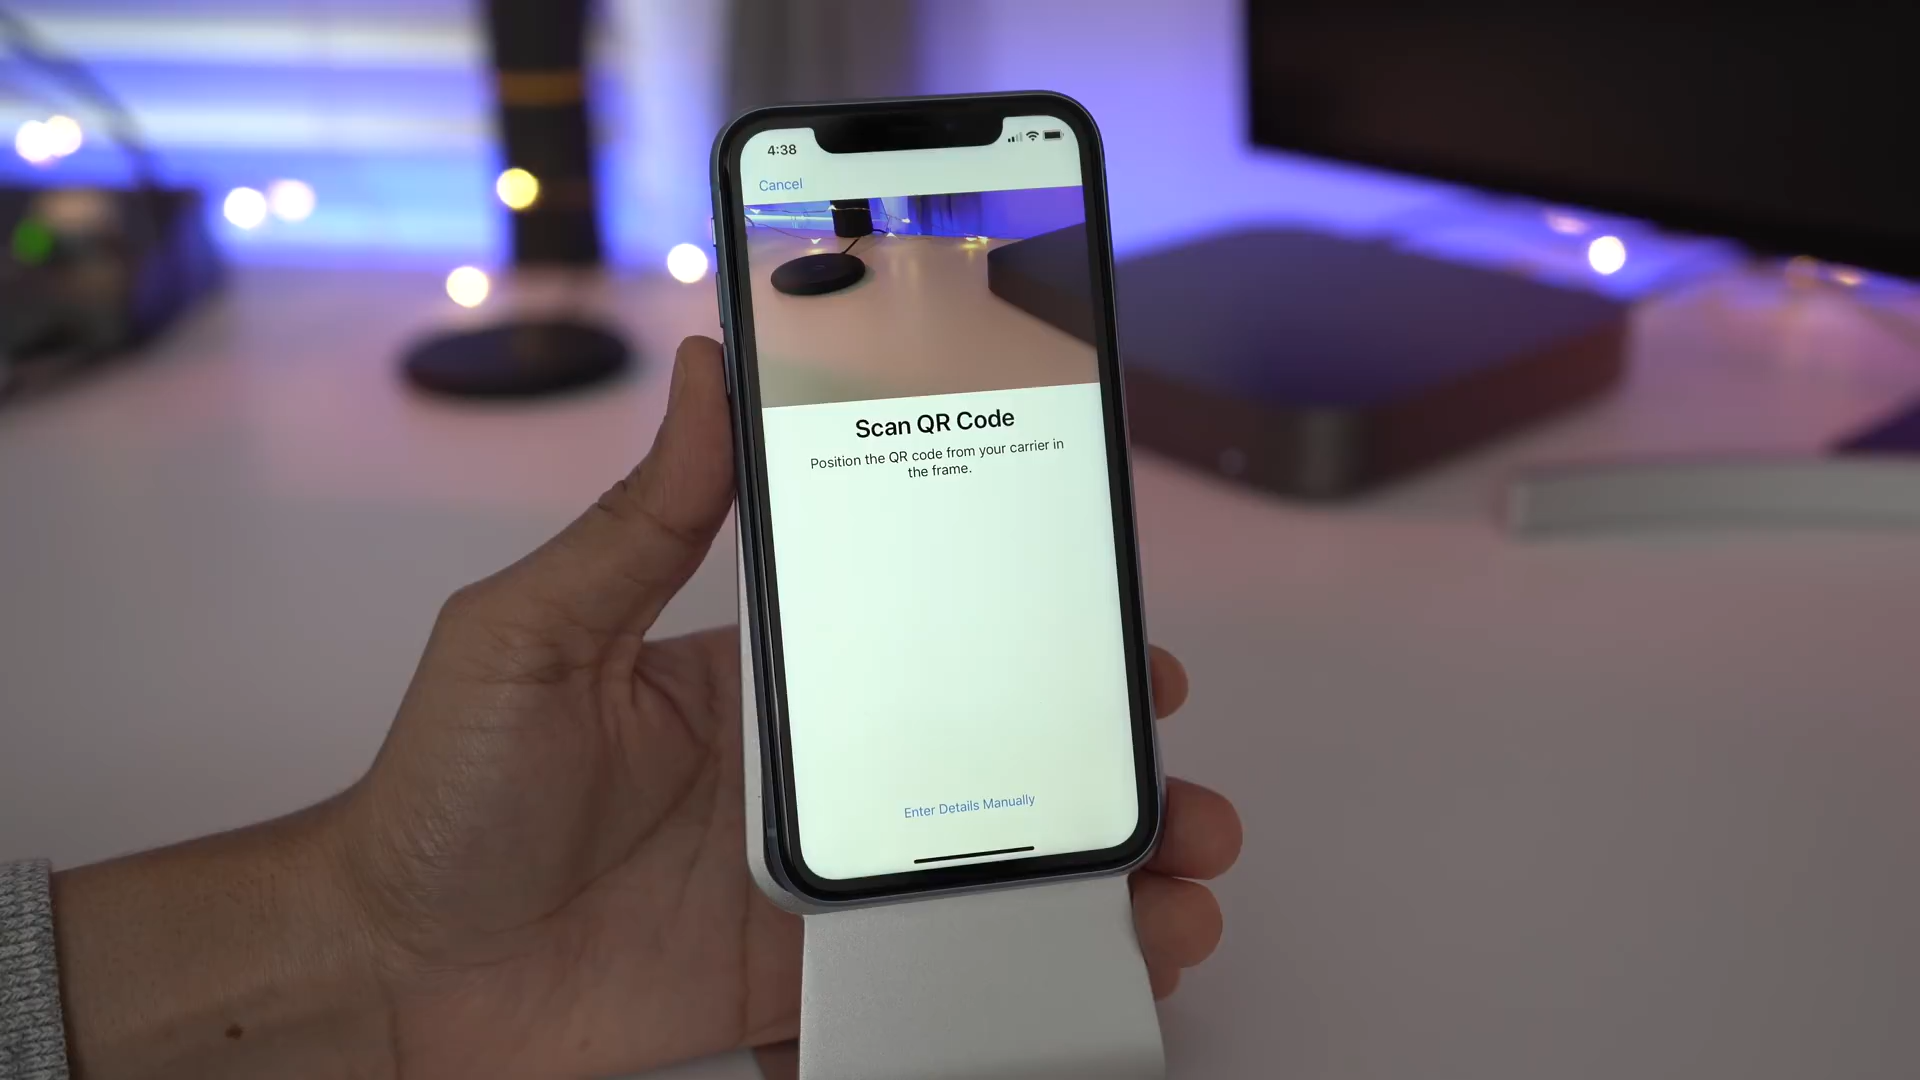 4:38
Cancel
Scan QR Code
Position the QR code from your carrier in
the frame.
Enter Details Manually